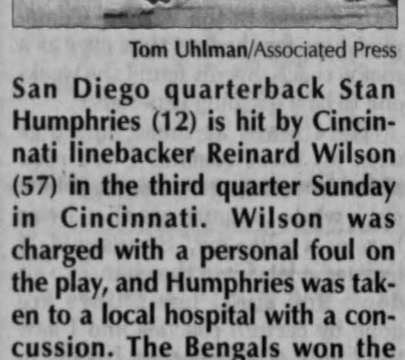 Tom Uhlman/Associated Press
San Diego quarterback Stan
Humphries (12) is hit by Cincin-
nati linebacker Reinard Wilson
(57) in the third quarter Sunday
in Cincinnati. Wilson was
charged with a personal foul on
the play, and Humphries was tak-
en to a local hospital with a con-
cussion. The Bengals won the